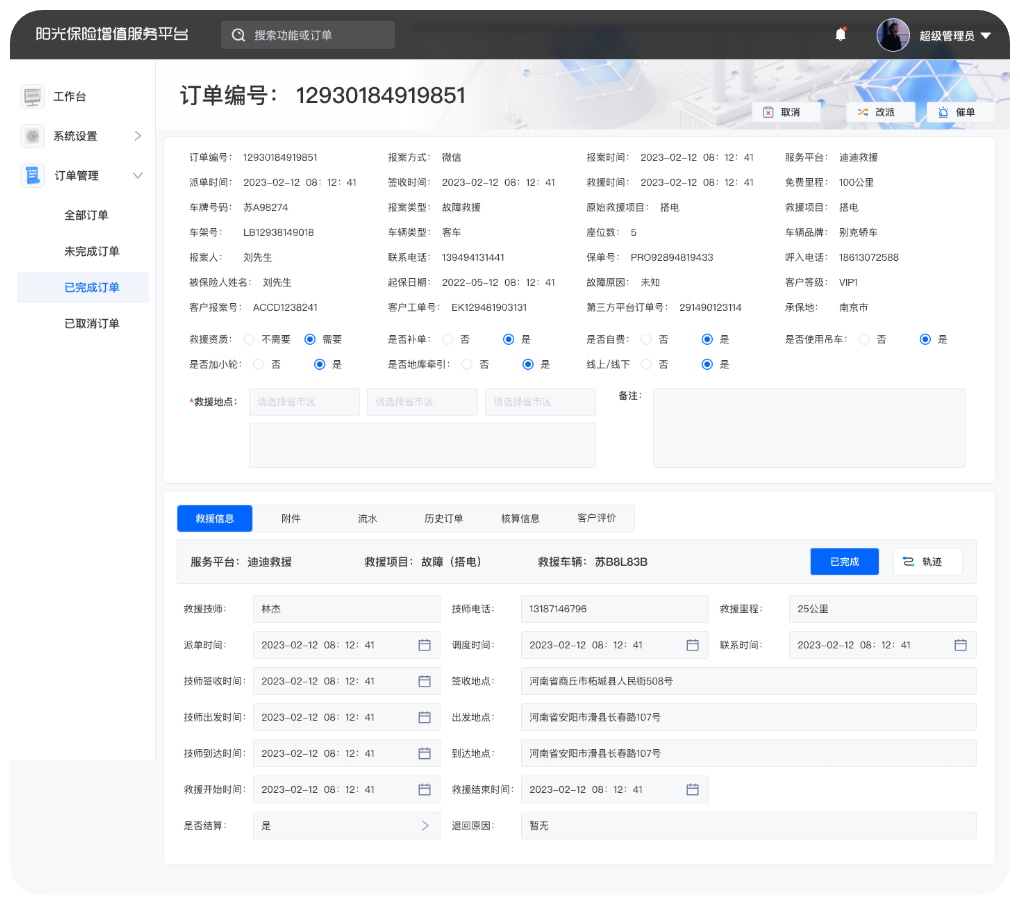 阳光保险增值服务平台 搜索功能或订单 超级管理员
工作台
系统设置
订单管理
全部订单
未完成订单
已完成订单
已取消订单
订单编号： 12930184919851
取消 改派 催单
订单编号： 12930184919851 报案方式： 微信 报案时间： 2023-02-12 08：12：41 服务平台： 迪迪救援
派单时间： 2023-02-12 08：12：41 签收时间： 2023-02-12 08：12：41 救援时间： 2023-02-12 08：12：41 免费里程： 100公里
车牌号码： 苏A98274 报案类型： 故障救援 原始救援项目： 搭电 救援项目： 搭电
车架号： LB12938149018 车辆类型： 客车 座位数： 5 车辆品牌： 别克轿车
报案人： 刘先生 联系电话： 139494131441 保单号： PRO92894819433 呼入电话： 18613072588
被保险人姓名： 刘先生 起保日期： 2022-05-12 08：12：41 故障原因： 未知 客户等级： VIP1
客户报案号： ACCD1238241 客户工单号： EK129481903131 第三方平台订单号： 291490123114 承保地： 南京市
救援资质： 不需要 需要 是否补单： 否 是 是否自费： 否 是 是否使用吊车： 否 是
是否加小轮： 否 是 是否地库牵引： 否 是 线上/线下 否 是
*救援地点： 请选择省市区 请选择省市区 请选择省市区 备注：
救援信息 附件 流水 历史订单 核算信息 客户评价
服务平台： 迪迪救援 救援项目： 故障（搭电） 救援车辆： 苏B8L83B 已完成 轨迹
救援技师： 林杰 技师电话： 13187146796 救援里程： 25公里
派单时间： 2023-02-12 08：12：41 调度时间： 2023-02-12 08：12：41 联系时间： 2023-02-12 08：12：41
技师签收时间： 2023-02-12 08：12：41 签收地点： 河南省商丘市柘城县人民街508号
技师出发时间： 2023-02-12 08：12：41 出发地点： 河南省安阳市滑县长春路107号
技师到达时间： 2023-02-12 08：12：41 到达地点： 河南省安阳市滑县长春路107号
救援开始时间： 2023-02-12 08：12：41 救援结束时间： 2023-02-12 08：12：41
是否结算： 是 退回原因： 暂无